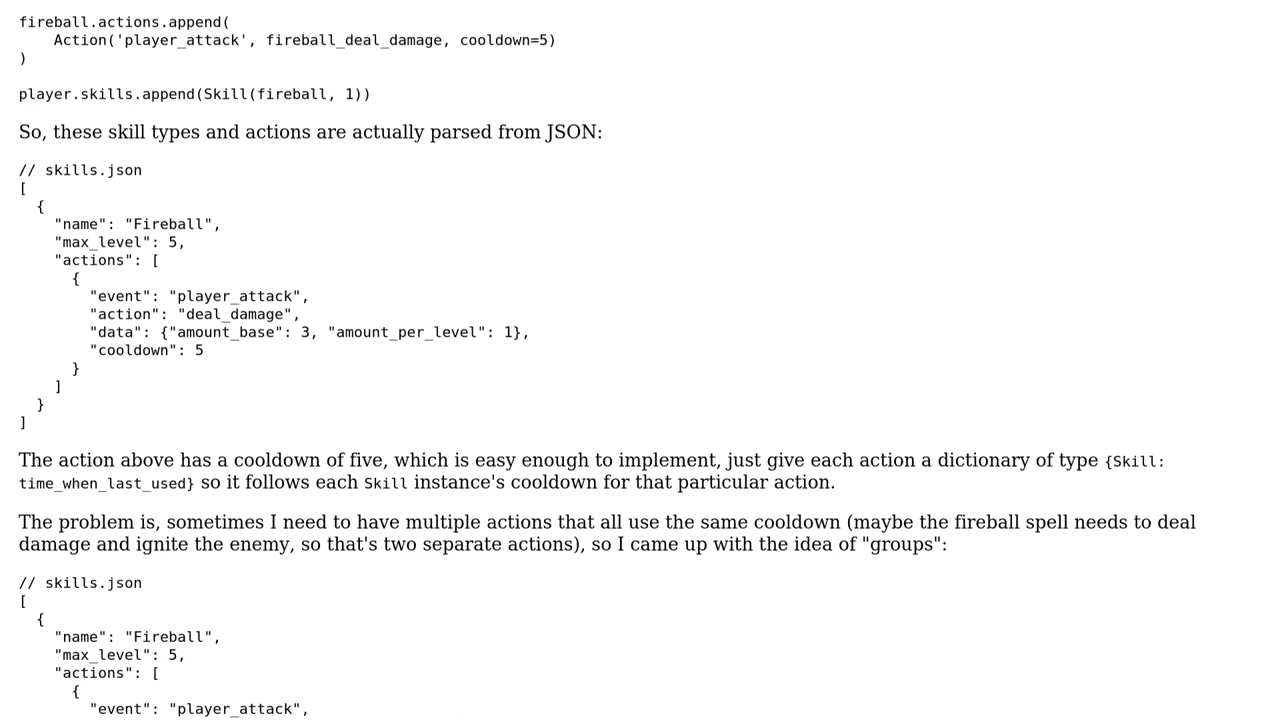 fireball.actions.append(
    Action('player_attack', fireball_deal_damage, cooldown=5)
)
player.skills.append(Skill(fireball, 1))
So, these skill types and actions are actually parsed from JSON:
// skills.json
[
  {
    "name": "Fireball",
    "max_level": 5,
    "actions": [
      {
        "event": "player_attack",
        "action": "deal_damage",
        "data": {"amount_base": 3, "amount_per_level": 1},
        "cooldown": 5
      }
    ]
  }
]
The action above has a cooldown of five, which is easy enough to implement, just give each action a dictionary of type {Skill:
time_when_last_used} so it follows each Skill instance's cooldown for that particular action.
The problem is, sometimes I need to have multiple actions that all use the same cooldown (maybe the fireball spell needs to deal
damage and ignite the enemy, so that's two separate actions), so I came up with the idea of "groups":
// skills.json
[
  {
    "name": "Fireball",
    "max_level": 5,
    "actions": [
      {
        "event": "player_attack",